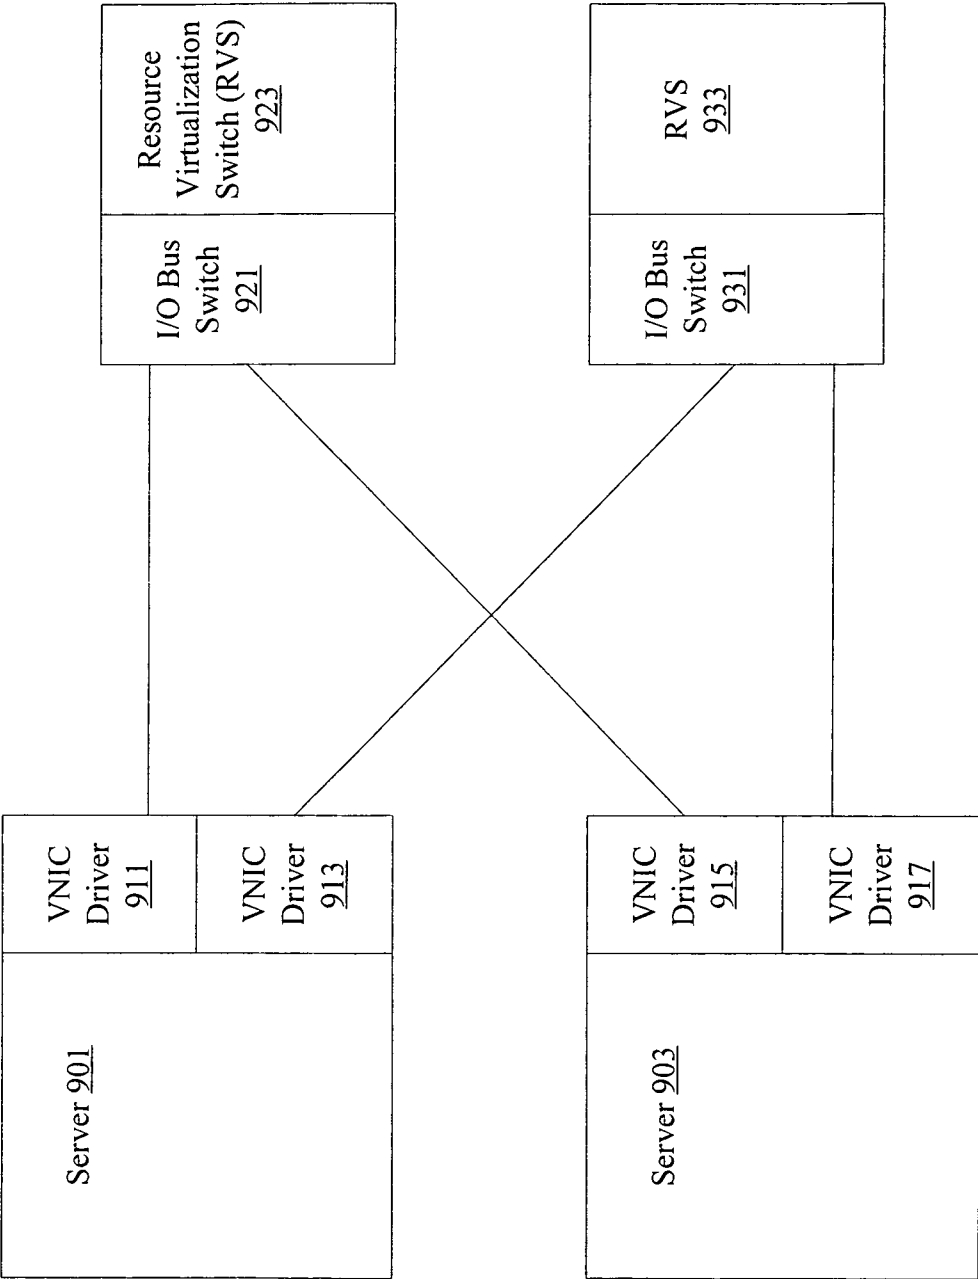 Server 901
VNIC
Driver
911
VNIC
Driver
913
I/O Bus
Switch
921
Resource
Virtualization
Switch (RVS)
923
Server 903
VNIC
Driver
915
VNIC
Driver
917
I/O Bus
Switch
931
RVS
933